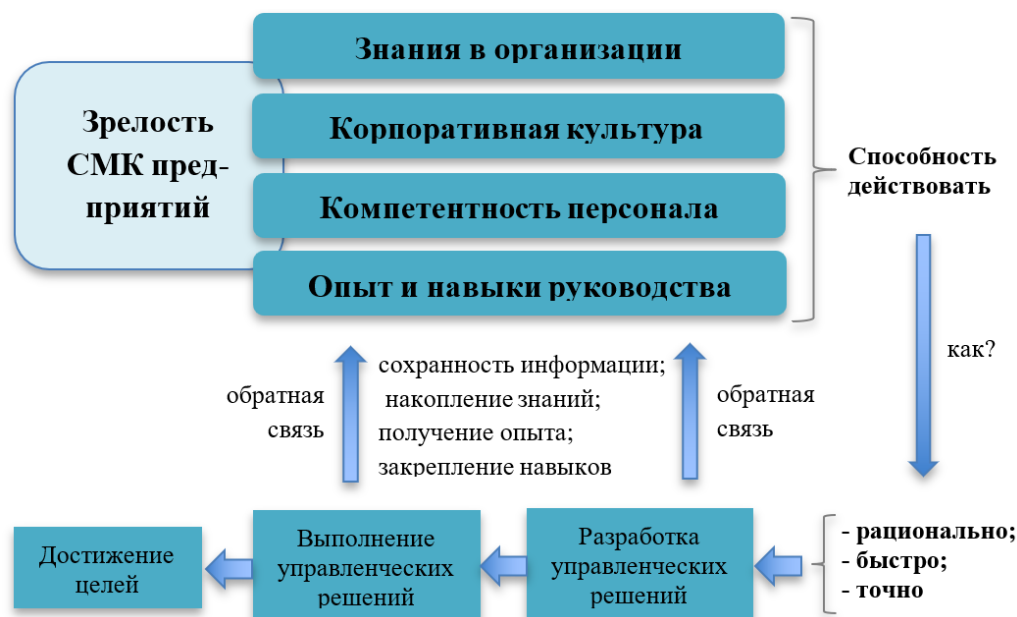 Знания в организации
Корпоративная культура
Компетентность персонала
Опыт и навыки руководства
Зрелость
СМК пред-
приятий
Способность
действовать
как?
обратная
связь
сохранность информации;
накопление знаний;
получение опыта;
закрепление навыков
обратная
связь
- рационально;
- быстро;
- точно
Разработка
управленческих
решений
Выполнение
управленческих
решений
Достижение
целей